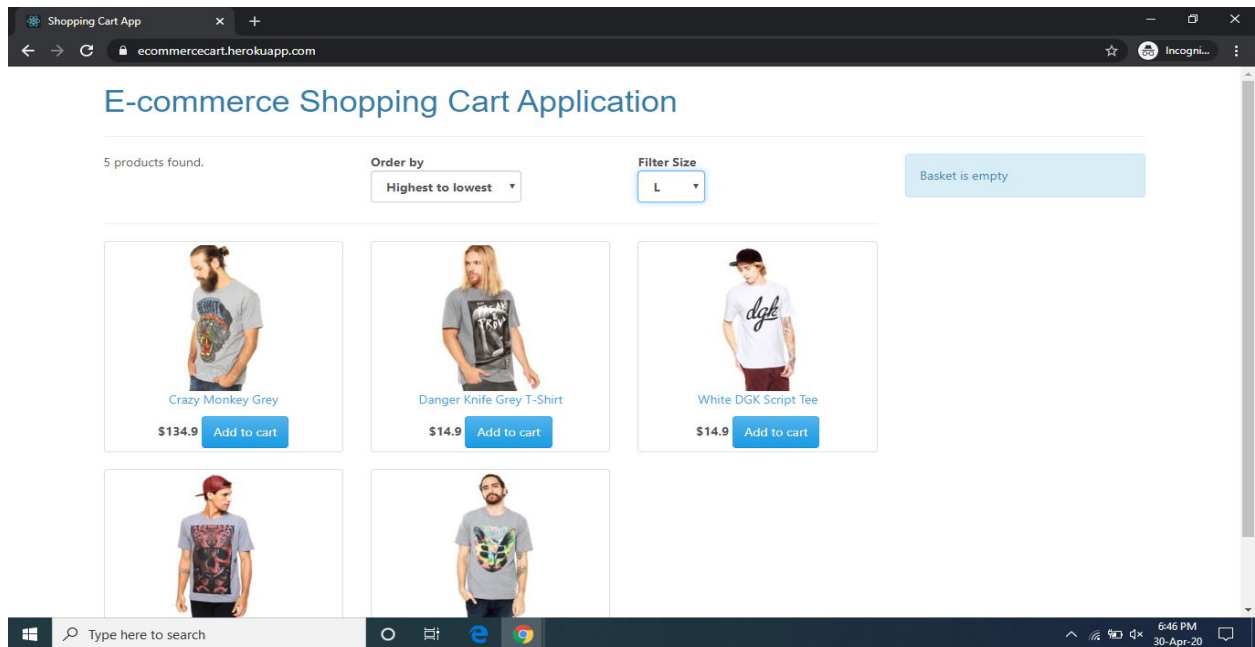 Shopping Cart App
ecommercecart.herokuapp.com
Incogni...
E-commerce Shopping Cart Application
5 products found.
Order by
Highest to lowest
Filter Size
L
Basket is empty
dgk
Crazy Monkey Grey
$134.9 Add to cart
Danger Knife Grey T-Shirt
$14.9 Add to cart
White DGK Script Tee
$14.9 Add to cart
Type here to search
6:46 PM
30-Apr-20